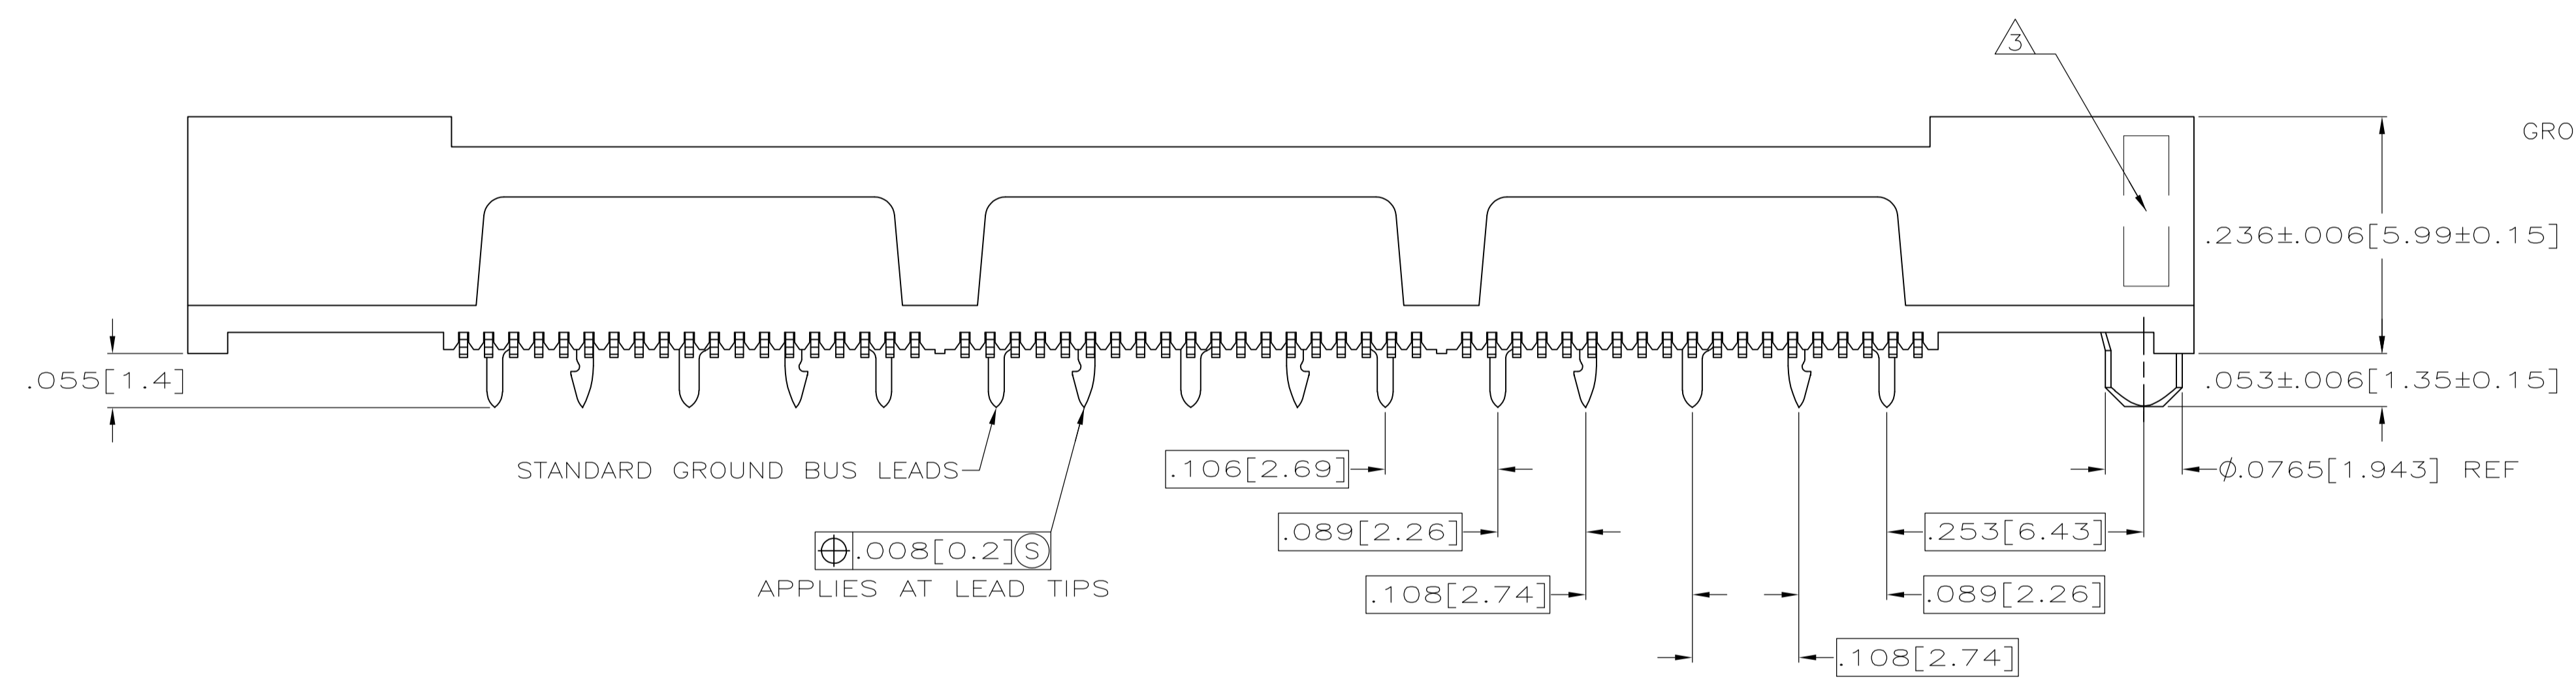 3
GRO
.236±.006[5.99±0.15]
.055[1.4]
.053±.006[1.35±0.15]
STANDARD GROUND BUS LEADS
.106[2.69]
⌀.0765[1.943] REF
.089[2.26]
.253[6.43]
⌖.008[0.2]Ⓢ
APPLIES AT LEAD TIPS
.108[2.74]
.089[2.26]
.108[2.74]